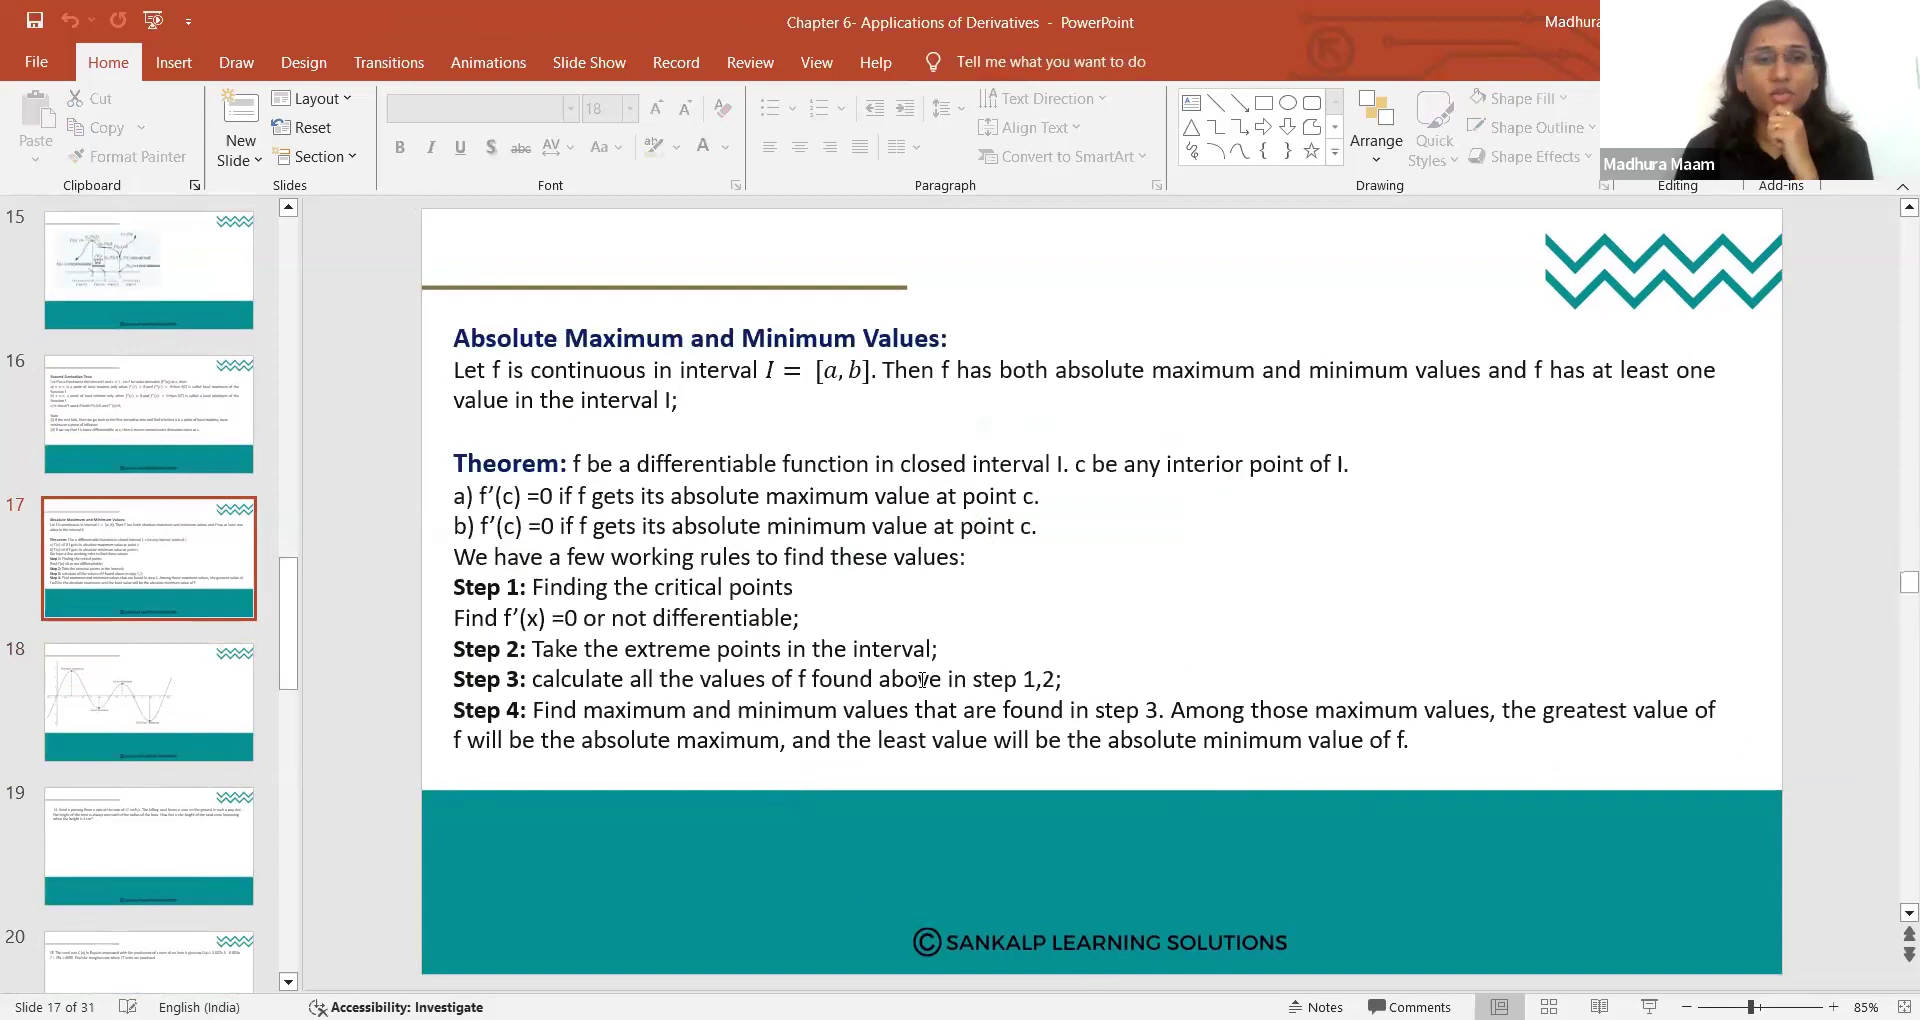 Chapter 6- Applications of Derivatives - PowerPoint
Madhura
File Home Insert Draw Design Transitions Animations Slide Show Record Review View Help Tell me what you want to do
Paste
Cut
Copy
Format Painter
Clipboard
New Slide
Layout
Reset
Section
Slides
18
B I U S abc AV Aa A
Font
Text Direction
Align Text
Convert to SmartArt
Paragraph
Arrange
Quick Styles
Shape Fill
Shape Outline
Shape Effects
Drawing
Editing
Add-ins
Madhura Maam
15
16
17
18
19
20
Absolute Maximum and Minimum Values:
Let f is continuous in interval I = [a, b]. Then f has both absolute maximum and minimum values and f has at least one
value in the interval I;
Theorem: f be a differentiable function in closed interval I. c be any interior point of I.
a) f’(c) =0 if f gets its absolute maximum value at point c.
b) f’(c) =0 if f gets its absolute minimum value at point c.
We have a few working rules to find these values:
Step 1: Finding the critical points
Find f’(x) =0 or not differentiable;
Step 2: Take the extreme points in the interval;
Step 3: calculate all the values of f found above in step 1,2;
Step 4: Find maximum and minimum values that are found in step 3. Among those maximum values, the greatest value of
f will be the absolute maximum, and the least value will be the absolute minimum value of f.
© SANKALP LEARNING SOLUTIONS
Slide 17 of 31 English (India) Accessibility: Investigate Notes Comments 85%